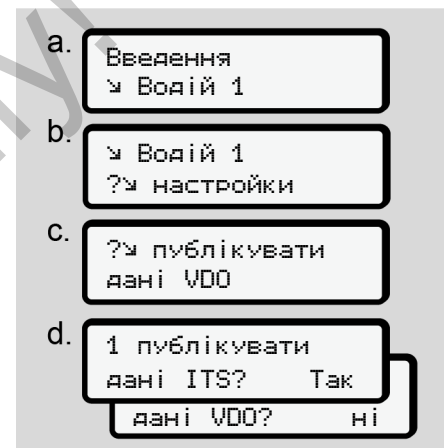 a.
Введення
↘ Водій 1
b.
↘ Водій 1
?↘ настройки
c.
?↘ публікувати
дані VDO
d.
1 публікувати
дані ITS? Так
дані VDO? ні